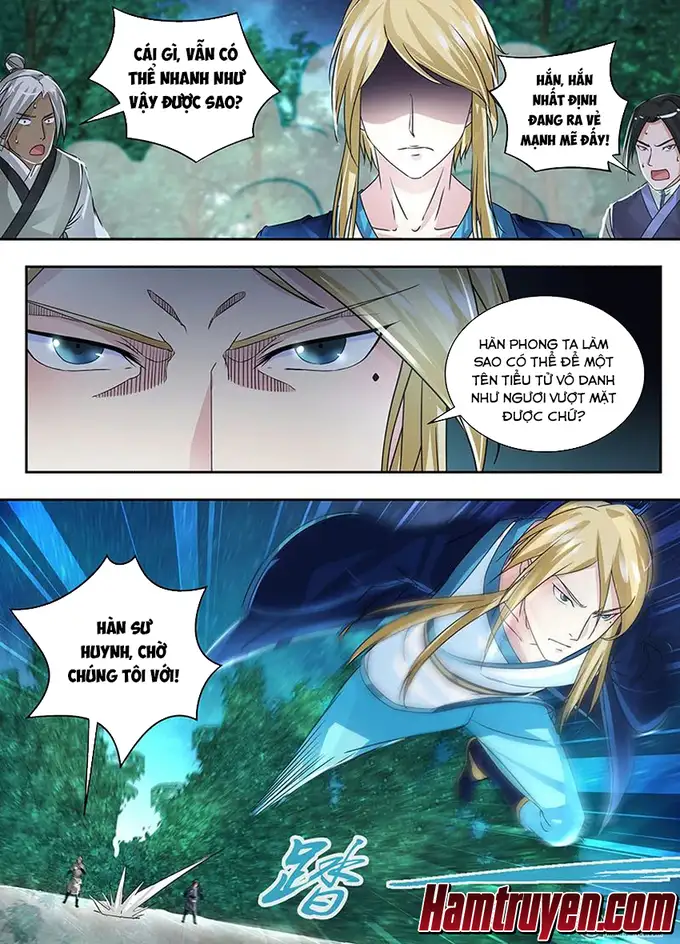 CÁI GÌ, VẪN CÓ
THỂ NHANH NHƯ
VẬY ĐƯỢC SAO?
HẮN, HẮN
NHẤT ĐỊNH
ĐANG RA VẺ
MẠNH MẼ ĐẤY!
HÀN PHONG TA LÀM
SAO CÓ THỂ ĐỂ MỘT
TÊN TIỂU TỬ VÔ DANH
NHƯ NGƯƠI VƯỢT MẶT
ĐƯỢC CHỨ?
HÀN SƯ
HUYNH, CHỜ
CHÚNG TÔI VỚI!
踏
Hamtruyen.com